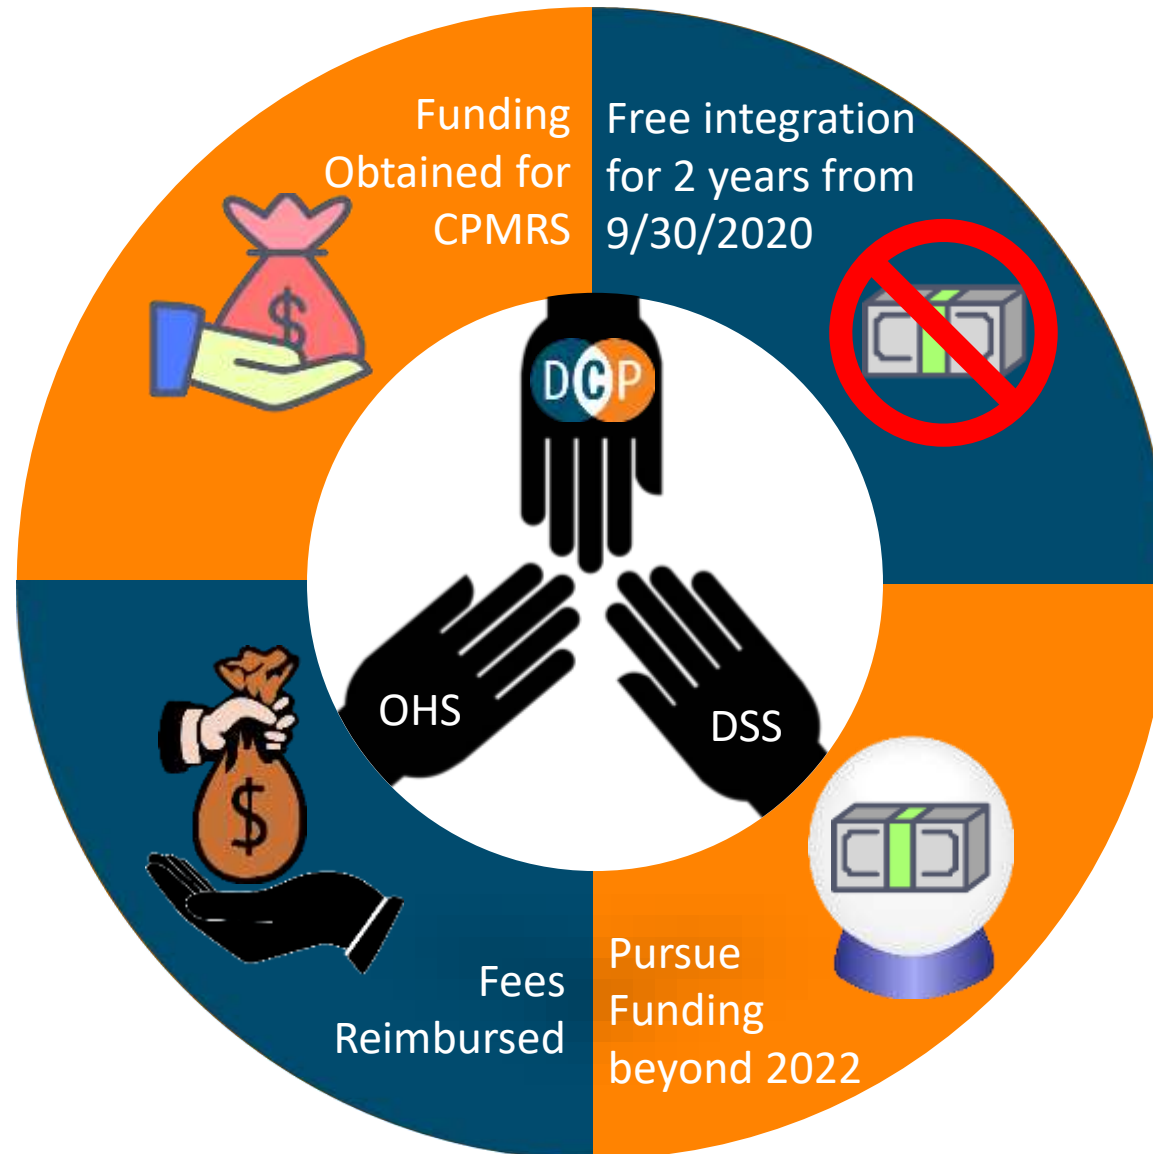 Funding
Obtained for
CPMRS
Free integration
for 2 years from
9/30/2020
$
DCP
OHS
DSS
$
Fees
Reimbursed
Pursue
Funding
beyond 2022